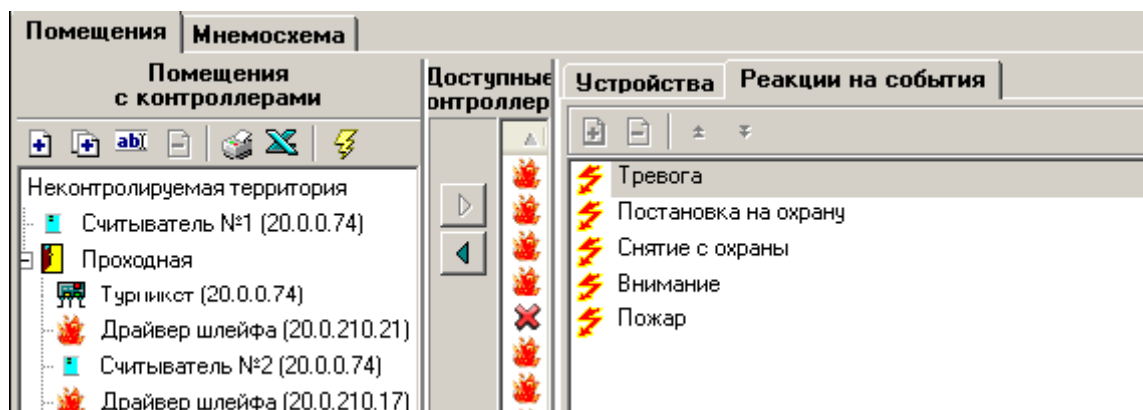 Помещения
Мнемосхема
Помещения
с контроллерами
abI
Неконтролируемая территория
Считыватель №1 (20.0.0.74)
Проходная
Турникет (20.0.0.74)
Драйвер шлейфа (20.0.210.21)
Считыватель №2 (20.0.0.74)
Драйвер шлейфа (20.0.210.17)
Доступные
онтроллер
Устройства
Реакции на события
Тревога
Постановка на охрану
Снятие с охраны
Внимание
Пожар